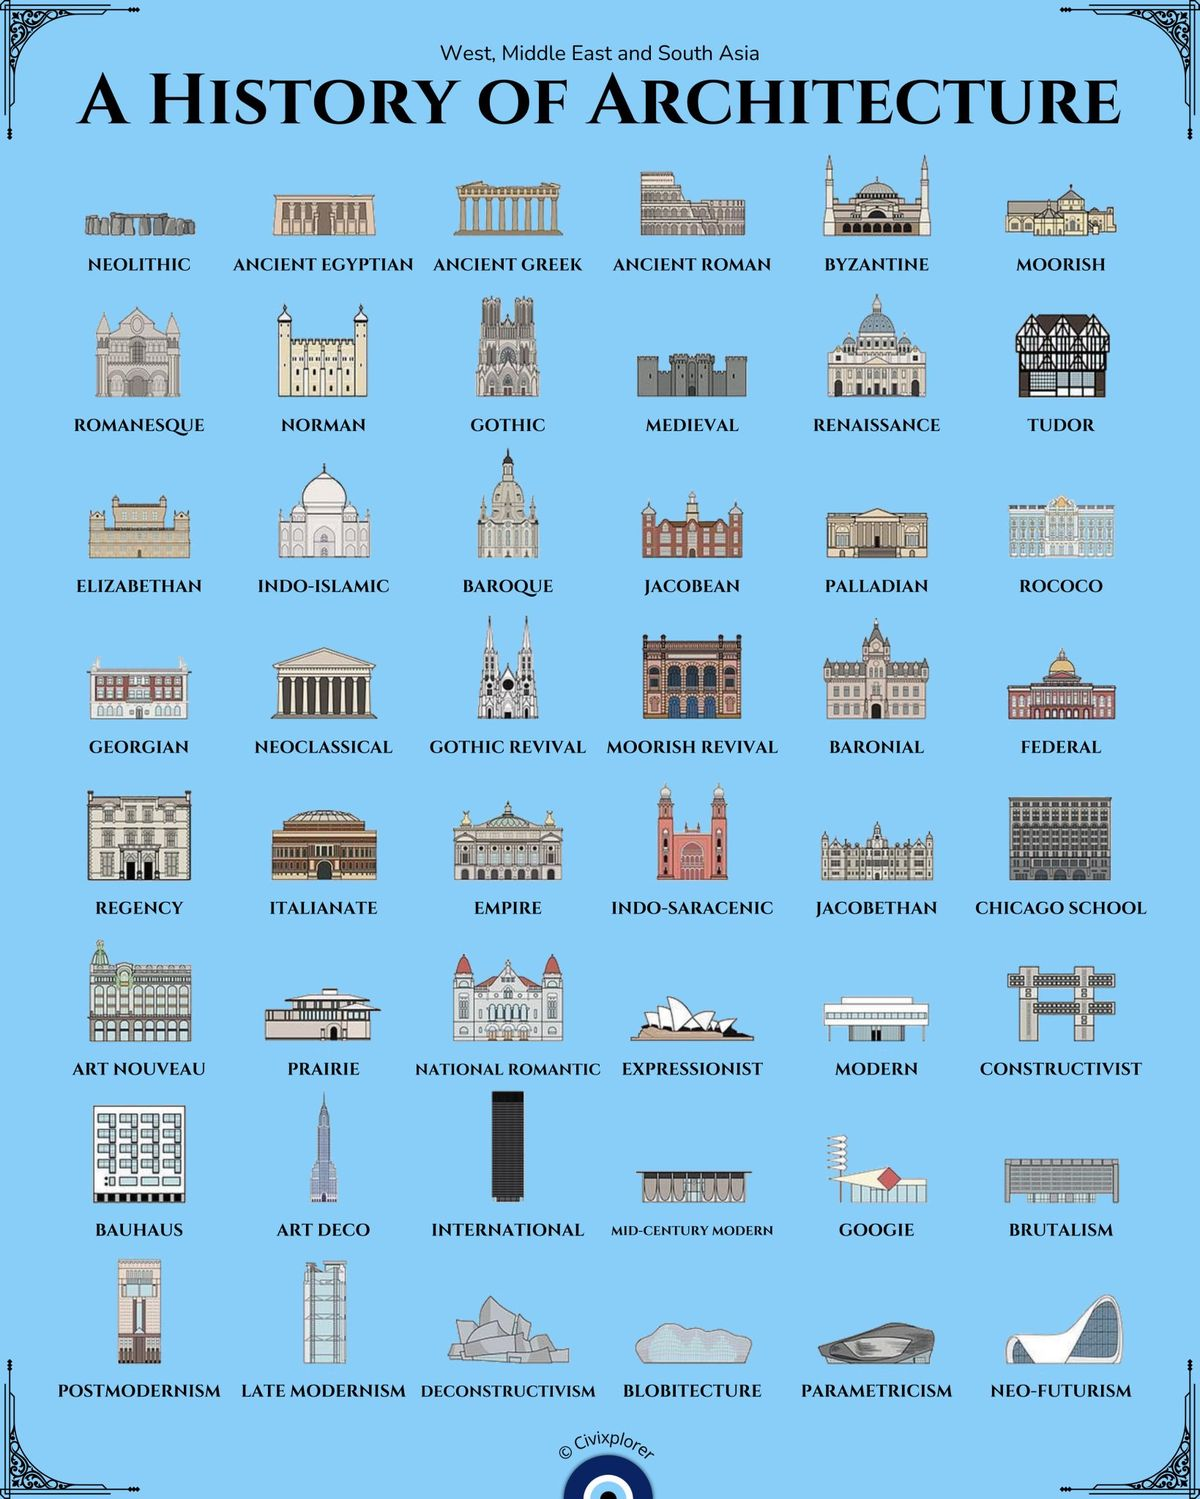 West, Middle East and South Asia
A HISTORY OF ARCHITECTURE
NEOLITHIC
ANCIENT EGYPTIAN
ANCIENT GREEK
ANCIENT ROMAN
BYZANTINE
MOORISH
ROMANESQUE
NORMAN
GOTHIC
MEDIEVAL
RENAISSANCE
TUDOR
ELIZABETHAN
INDO-ISLAMIC
BAROQUE
JACOBEAN
PALLADIAN
ROCOCO
GEORGIAN
NEOCLASSICAL
GOTHIC REVIVAL
MOORISH REVIVAL
BARONIAL
FEDERAL
REGENCY
ITALIANATE
EMPIRE
INDO-SARACENIC
JACOBETHAN
CHICAGO SCHOOL
ART NOUVEAU
PRAIRIE
NATIONAL ROMANTIC
EXPRESSIONIST
MODERN
CONSTRUCTIVIST
BAUHAUS
ART DECO
INTERNATIONAL
MID-CENTURY MODERN
GOOGIE
BRUTALISM
POSTMODERNISM
LATE MODERNISM
DECONSTRUCTIVISM
BLOBITECTURE
PARAMETRICISM
NEO-FUTURISM
© Civixplorer